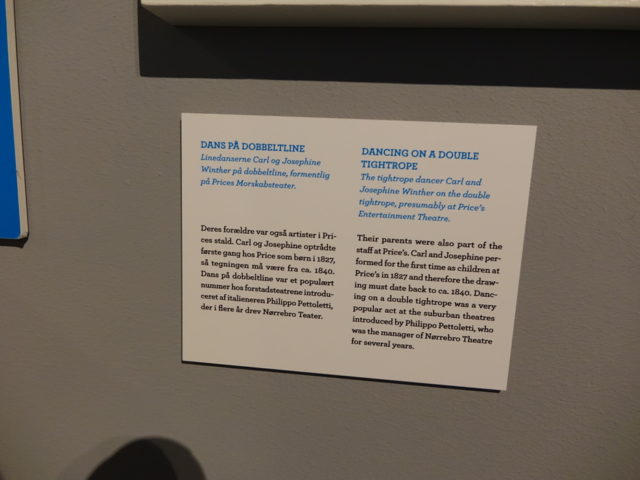 DANS PÅ DOBBELTLINE
Linedanserne Carl og Josephine
Winther på dobbeltline, formentlig
på Prices Morskabsteater.
Deres forældre var også artister i Pri-
ces stald. Carl og Josephine optrådte
første gang hos Price som børn i 1827,
så tegningen må være fra ca. 1840.
Dans på dobbeltline var et populært
nummer hos forstadsteatrene introdu-
ceret af italieneren Philippo Pettoletti,
der i flere år drev Nørrebro Teater.
DANCING ON A DOUBLE
TIGHTROPE
The tightrope dancer Carl and
Josephine Winther on the double
tightrope, presumably at Price's
Entertainment Theatre.
Their parents were also part of the
staff at Price's. Carl and Josephine per-
formed for the first time as children at
Price's in 1827 and therefore the draw-
ing must date back to ca. 1840. Danc-
ing on a double tightrope was a very
popular act at the suburban theatres
introduced by Philippo Pettoletti, who
was the manager of Nørrebro Theatre
for several years.